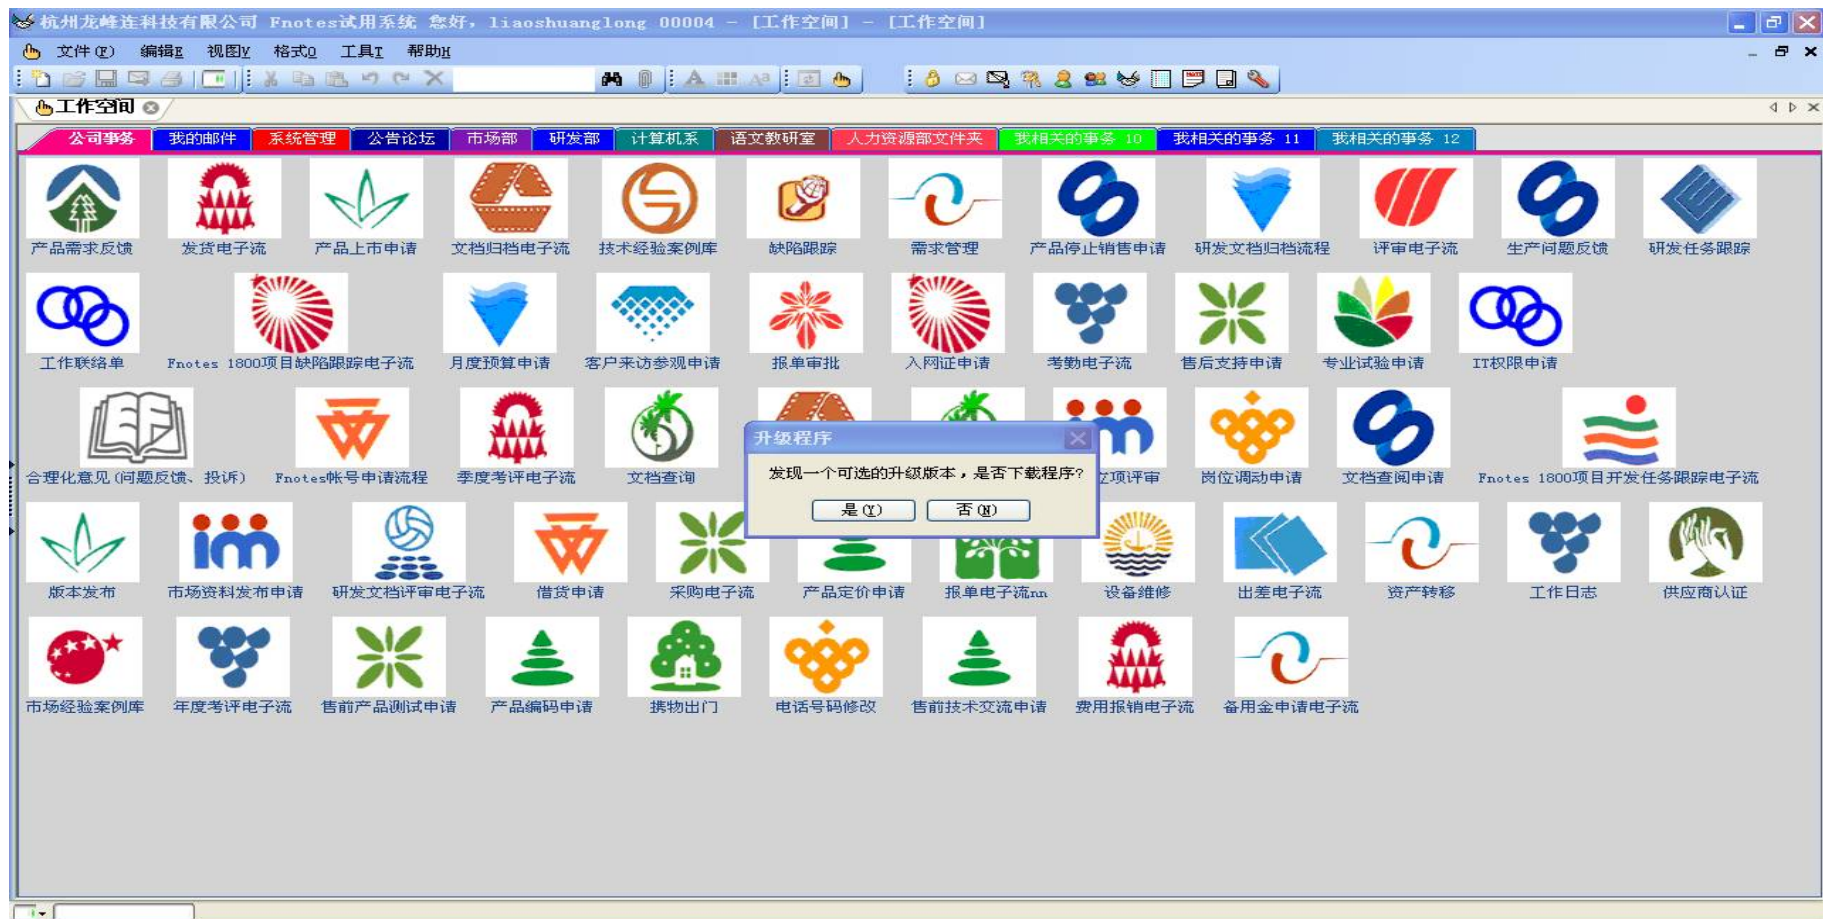 杭州龙峰连科技有限公司 Fnotes试用系统 您好, liaoshuanglong 00004 - [工作空间] - [工作空间]
文件(F) 编辑E 视图V 格式O 工具T 帮助H
工作空间
公司事务 我的邮件 系统管理 公告论坛 市场部 研发部 计算机系 语文教研室 人力资源部文件夹 我相关的事务 10 我相关的事务 11 我相关的事务 12
产品需求反馈 发货电子流 产品上市申请 文档归档电子流 技术经验案例库 缺陷跟踪 需求管理 产品停止销售申请 研发文档归档流程 评审电子流 生产问题反馈 研发任务跟踪
工作联络单 Fnotes 1800项目缺陷跟踪电子流 月度预算申请 客户来访参观申请 报单审批 入网证申请 考勤电子流 售后支持申请 专业试验申请 IT权限申请
合理化意见(问题反馈、投诉) Fnotes帐号申请流程 季度考评电子流 文档查询 立项评审 岗位调动申请 文档查阅申请 Fnotes 1800项目开发任务跟踪电子流
升级程序
发现一个可选的升级版本，是否下载程序?
是(Y) 否(N)
版本发布 市场资料发布申请 研发文档评审电子流 借货申请 采购电子流 产品定价申请 报单电子流nn 设备维修 出差电子流 资产转移 工作日志 供应商认证
市场经验案例库 年度考评电子流 售前产品测试申请 产品编码申请 携物出门 电话号码修改 售前技术交流申请 费用报销电子流 备用金申请电子流